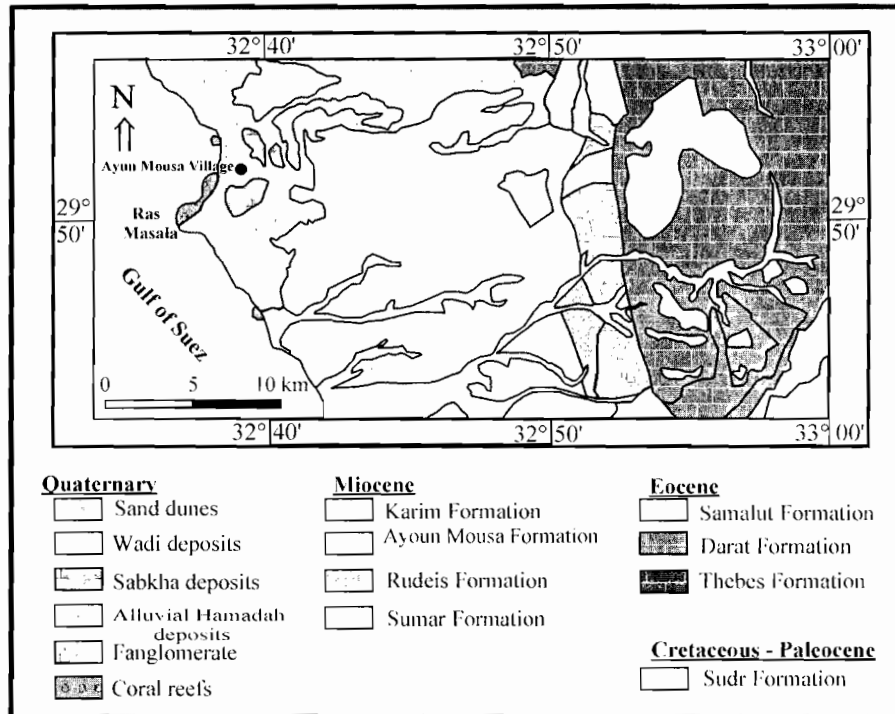 32° 40'
32° 50'
33° 00'
N
Ayun Mousa Village
29°
50'
29°
50'
Ras
Masala
Gulf of Suez
0 5 10 km
32° 40'
32° 50'
33° 00'
Quaternary
Sand dunes
Wadi deposits
Sabkha deposits
Alluvial Hamadah
deposits
Fanglomerate
Coral reefs
Miocene
Karim Formation
Ayoun Mousa Formation
Rudeis Formation
Sumar Formation
Eocene
Samalut Formation
Darat Formation
Thebes Formation
Cretaceous - Paleocene
Sudr Formation